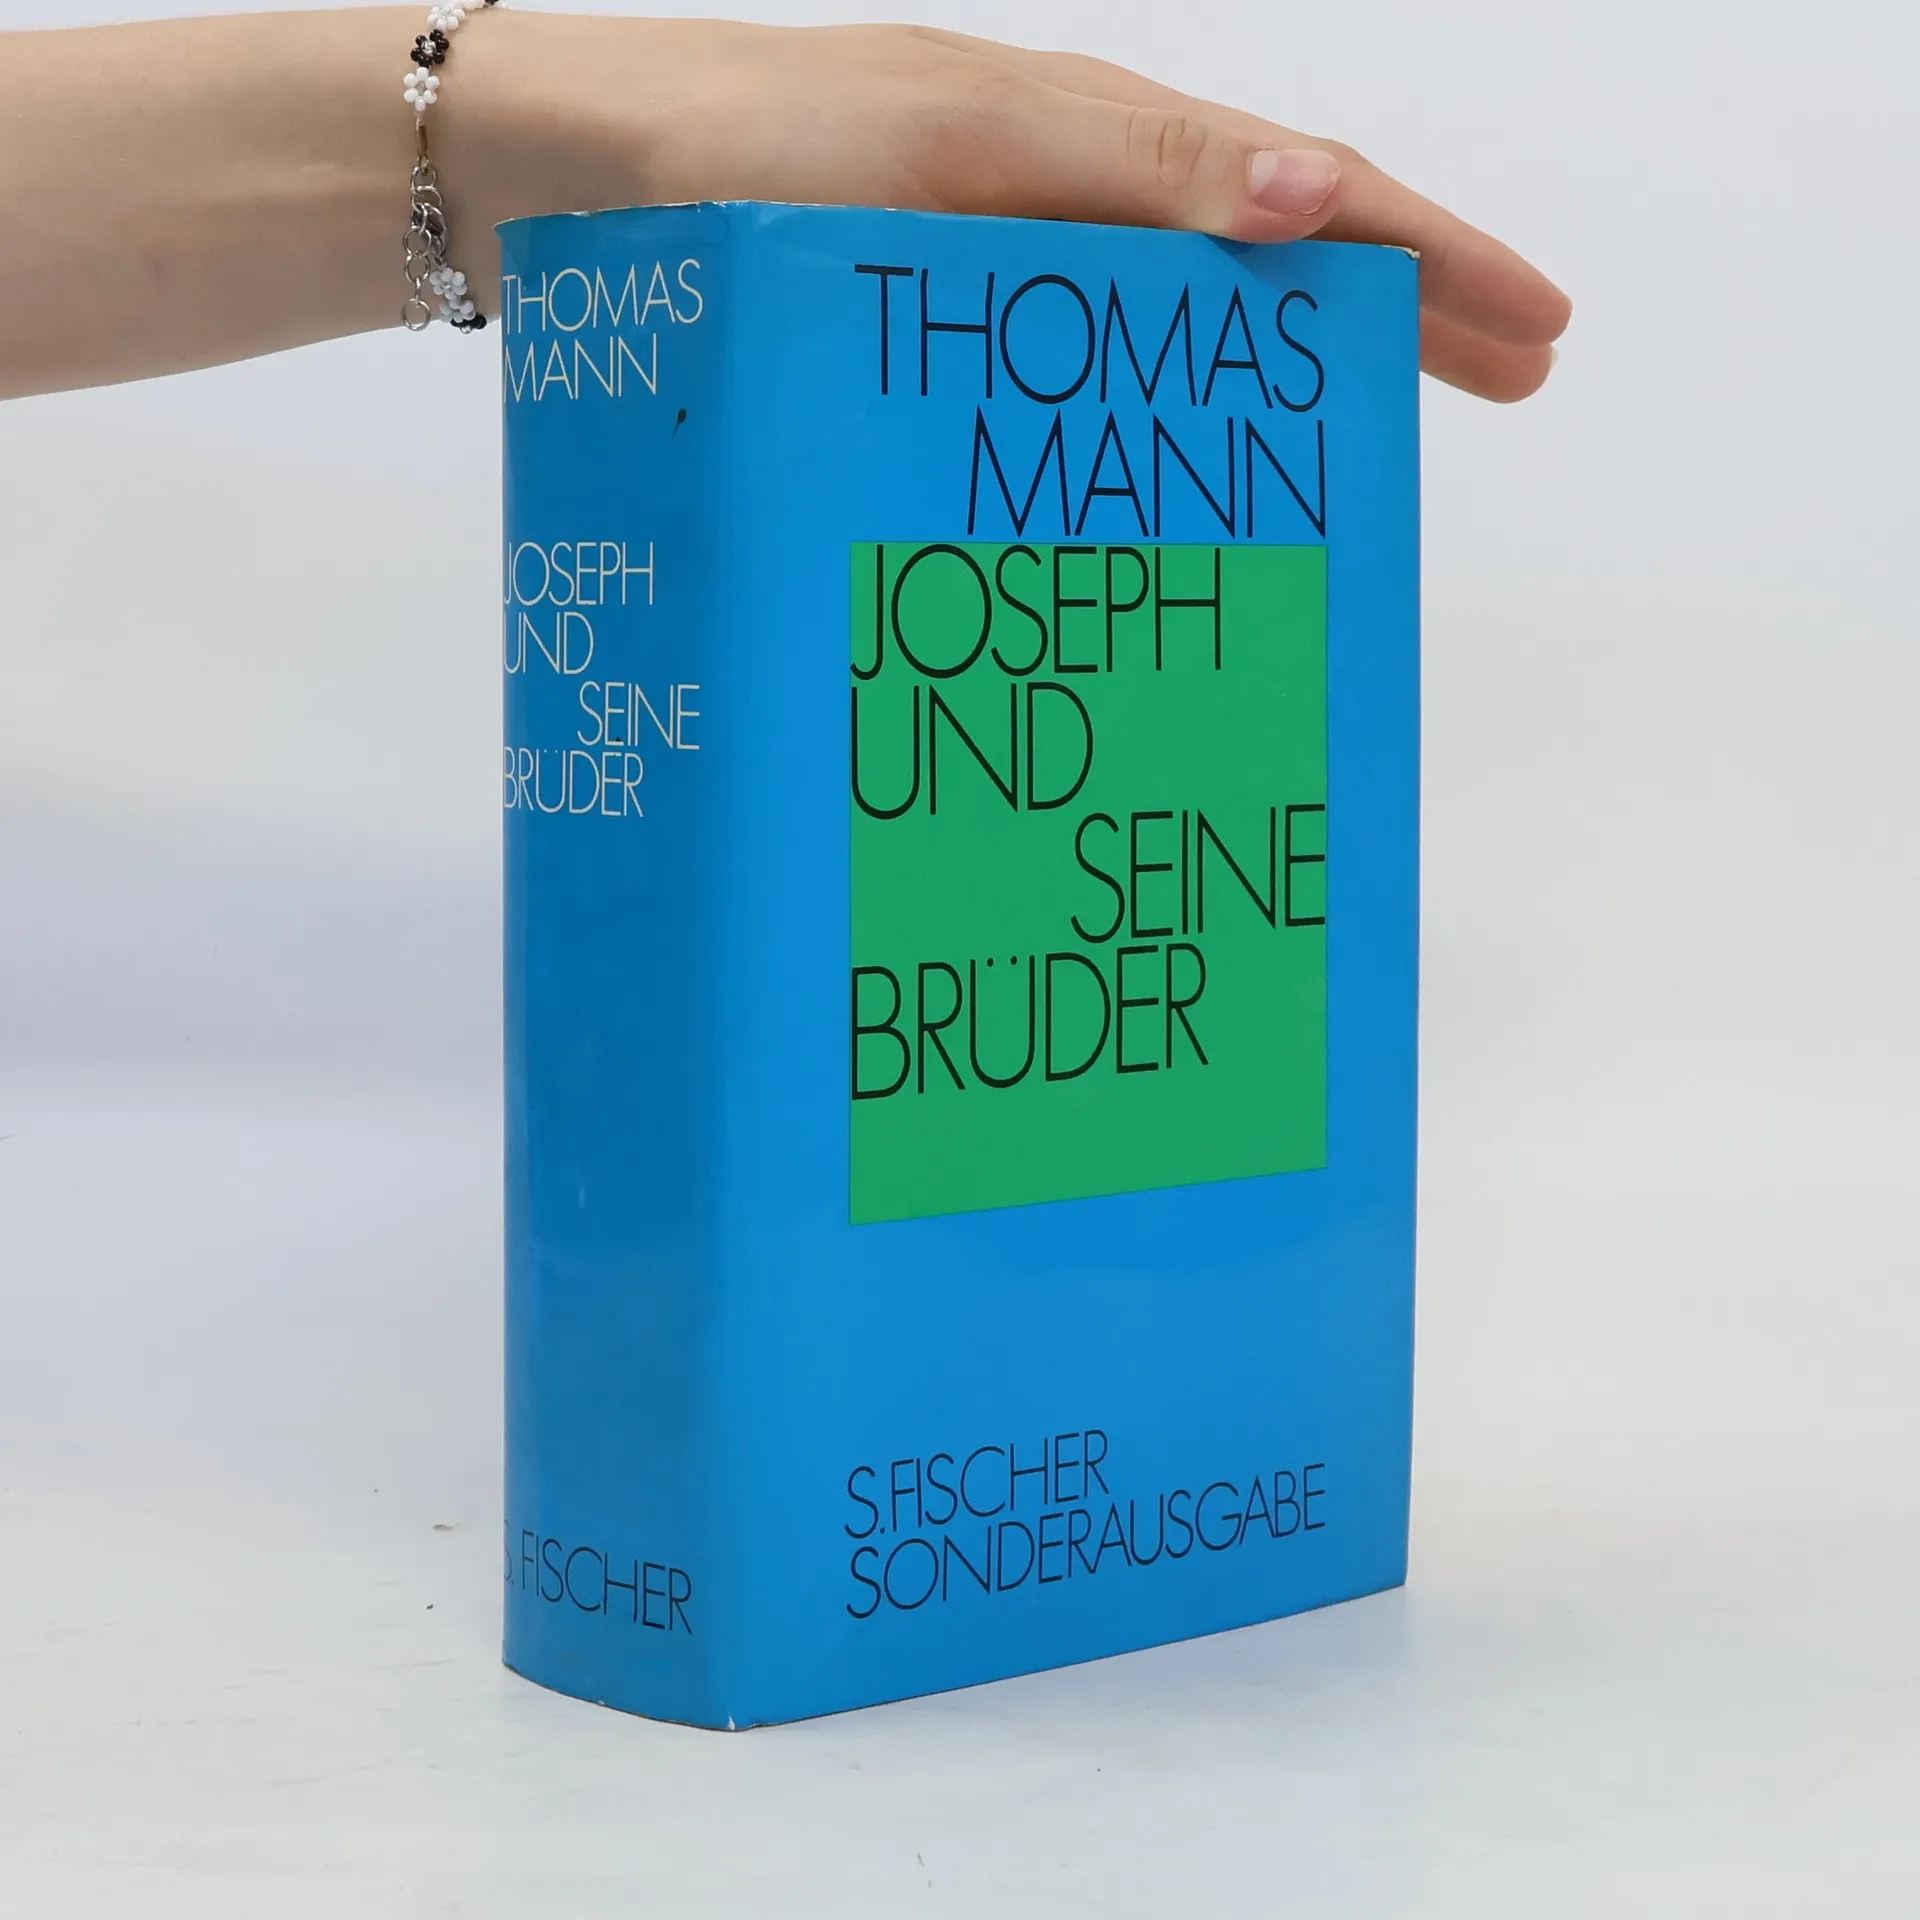 THOMAS
MANN
JOSEPH
UND
SEINE
BRÜDER
S. FISCHER
THOMAS
MANN
JOSEPH
UND
SEINE
BRÜDER
S. FISCHER
SONDERAUSGABE